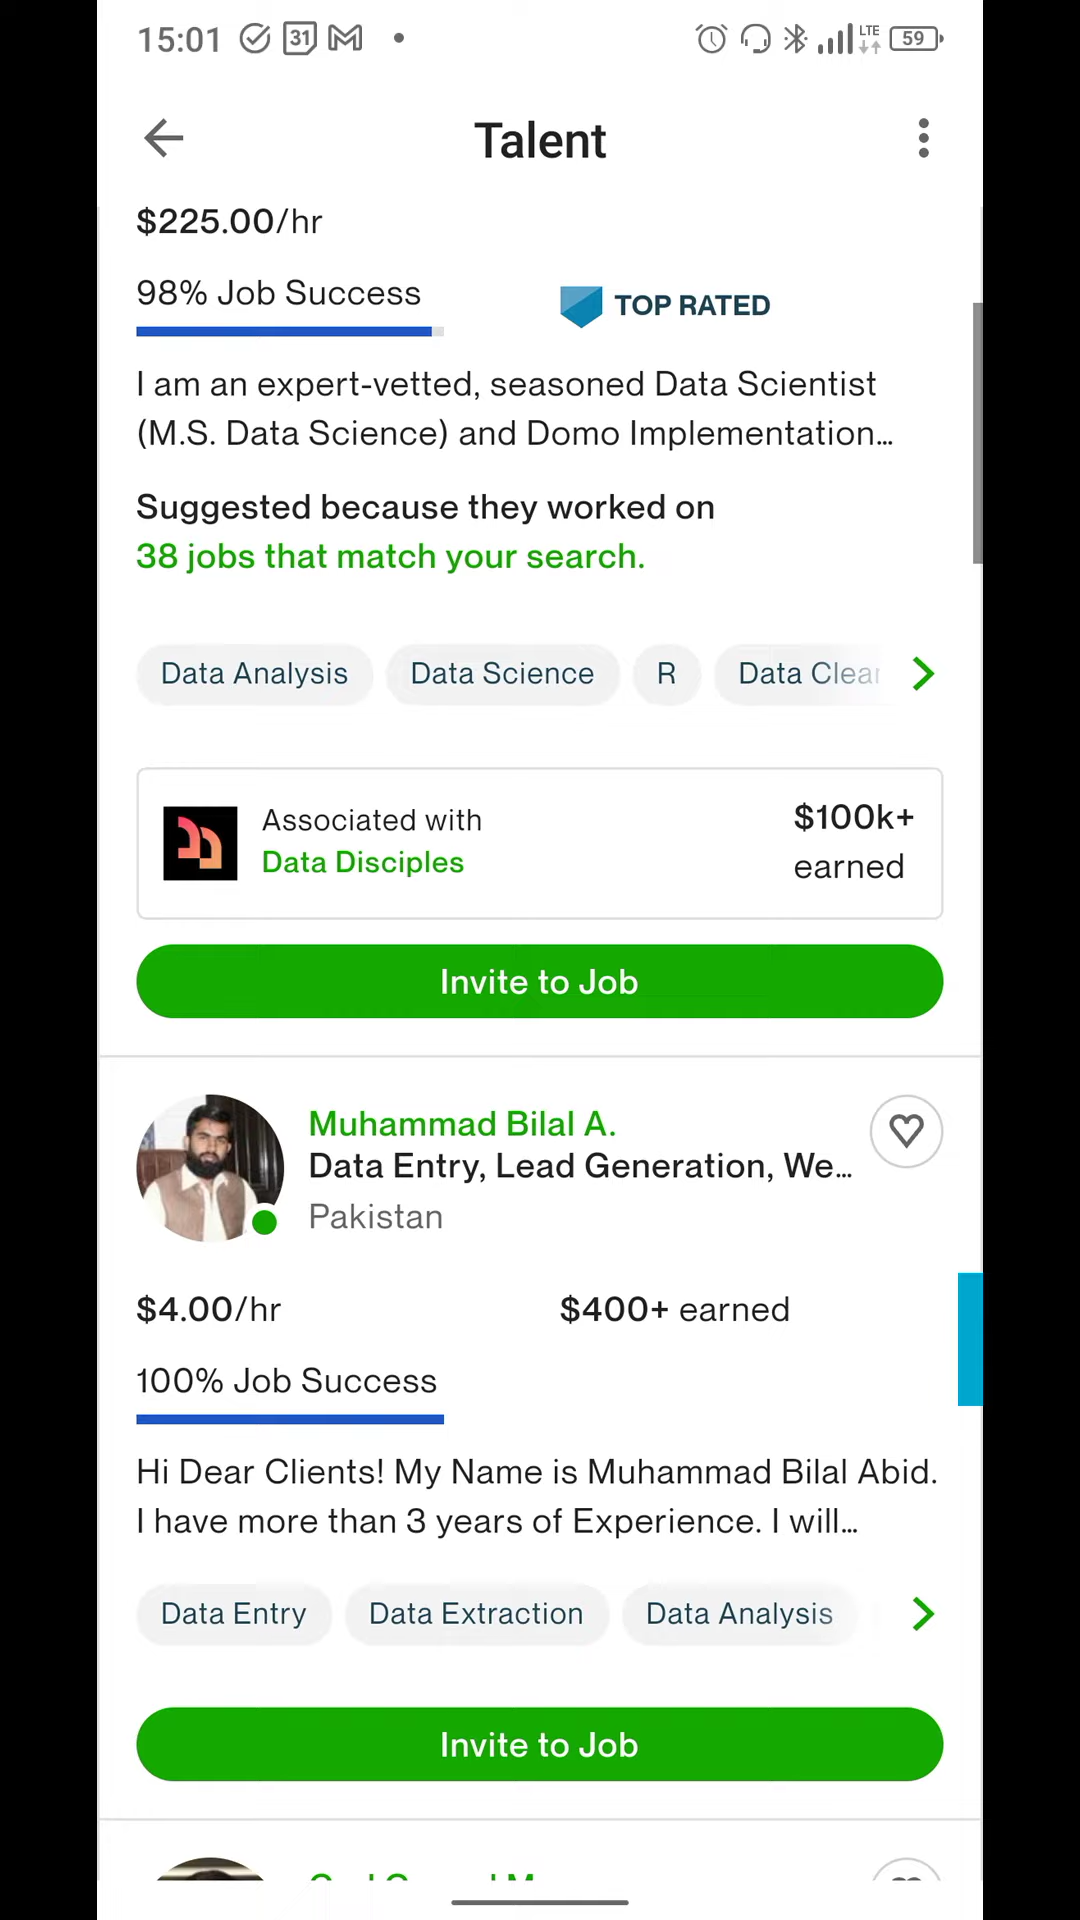 15:01 31 LTE 59
Talent
$225.00/hr
98% Job Success
TOP RATED
I am an expert-vetted, seasoned Data Scientist
(M.S. Data Science) and Domo Implementation...
Suggested because they worked on
38 jobs that match your search.
Data Analysis Data Science R Data Clear
Associated with
Data Disciples
$100k+
earned
Invite to Job
Muhammad Bilal A.
Data Entry, Lead Generation, We...
Pakistan
$4.00/hr $400+ earned
100% Job Success
Hi Dear Clients! My Name is Muhammad Bilal Abid.
I have more than 3 years of Experience. I will...
Data Entry Data Extraction Data Analysis
Invite to Job